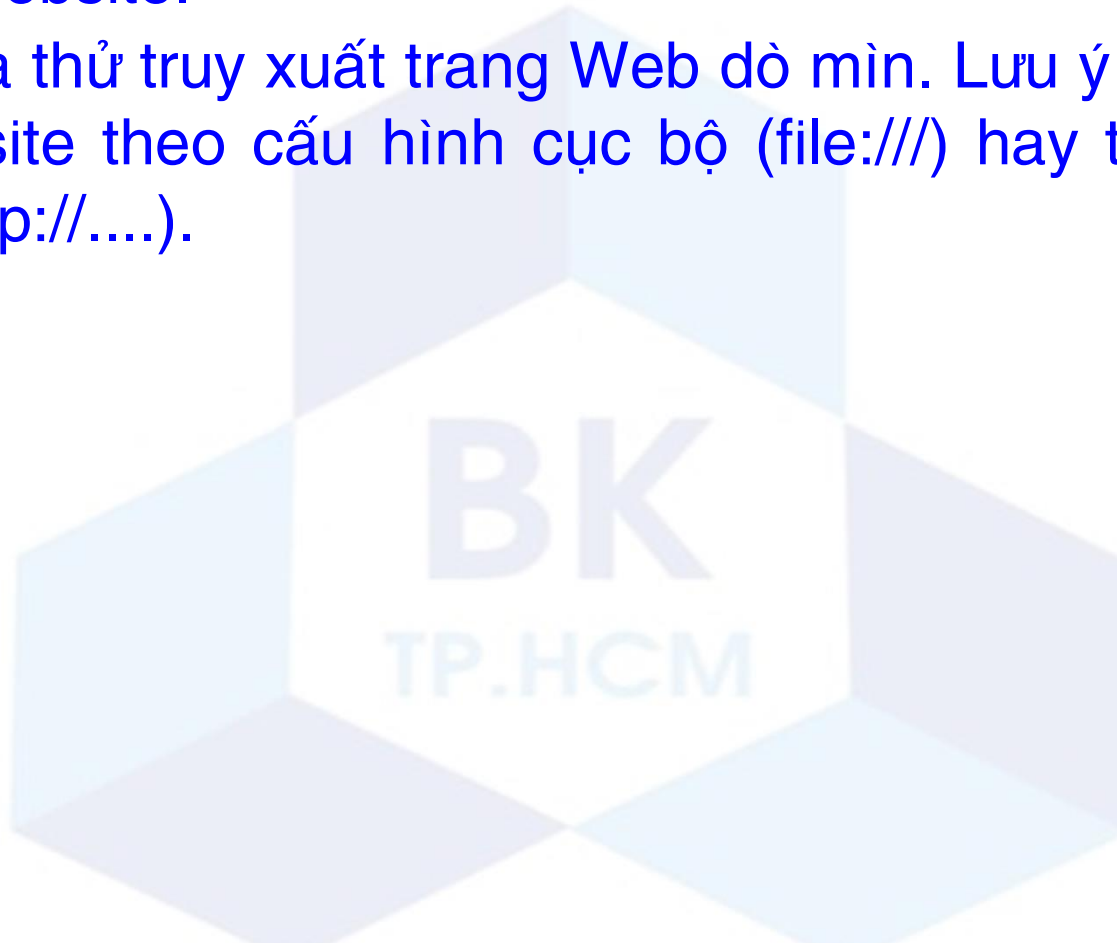 ebsite.
a thử truy xuất trang Web dò mìn. Lưu ý
site theo cấu hình cục bộ (file:///) hay t
p://....).
BK
TP.HCM